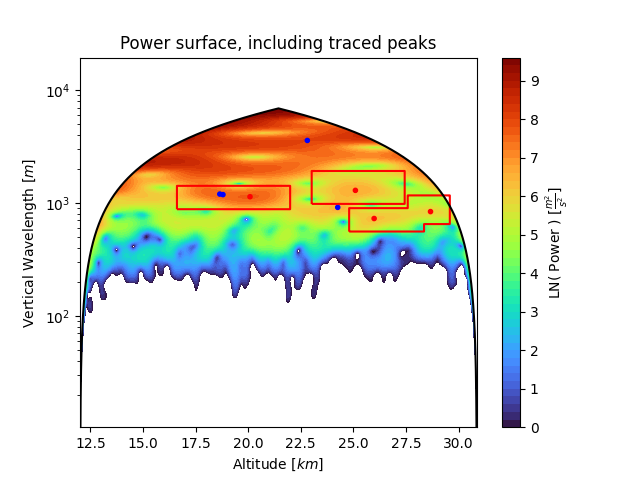 Power surface, including traced peaks
Vertical Wavelength [m]
10⁴
10³
10²
12.5 15.0 17.5 20.0 22.5 25.0 27.5 30.0
Altitude [km]
9
8
7
6
5
4
3
2
1
0
LN( Power ) [m²/s²]